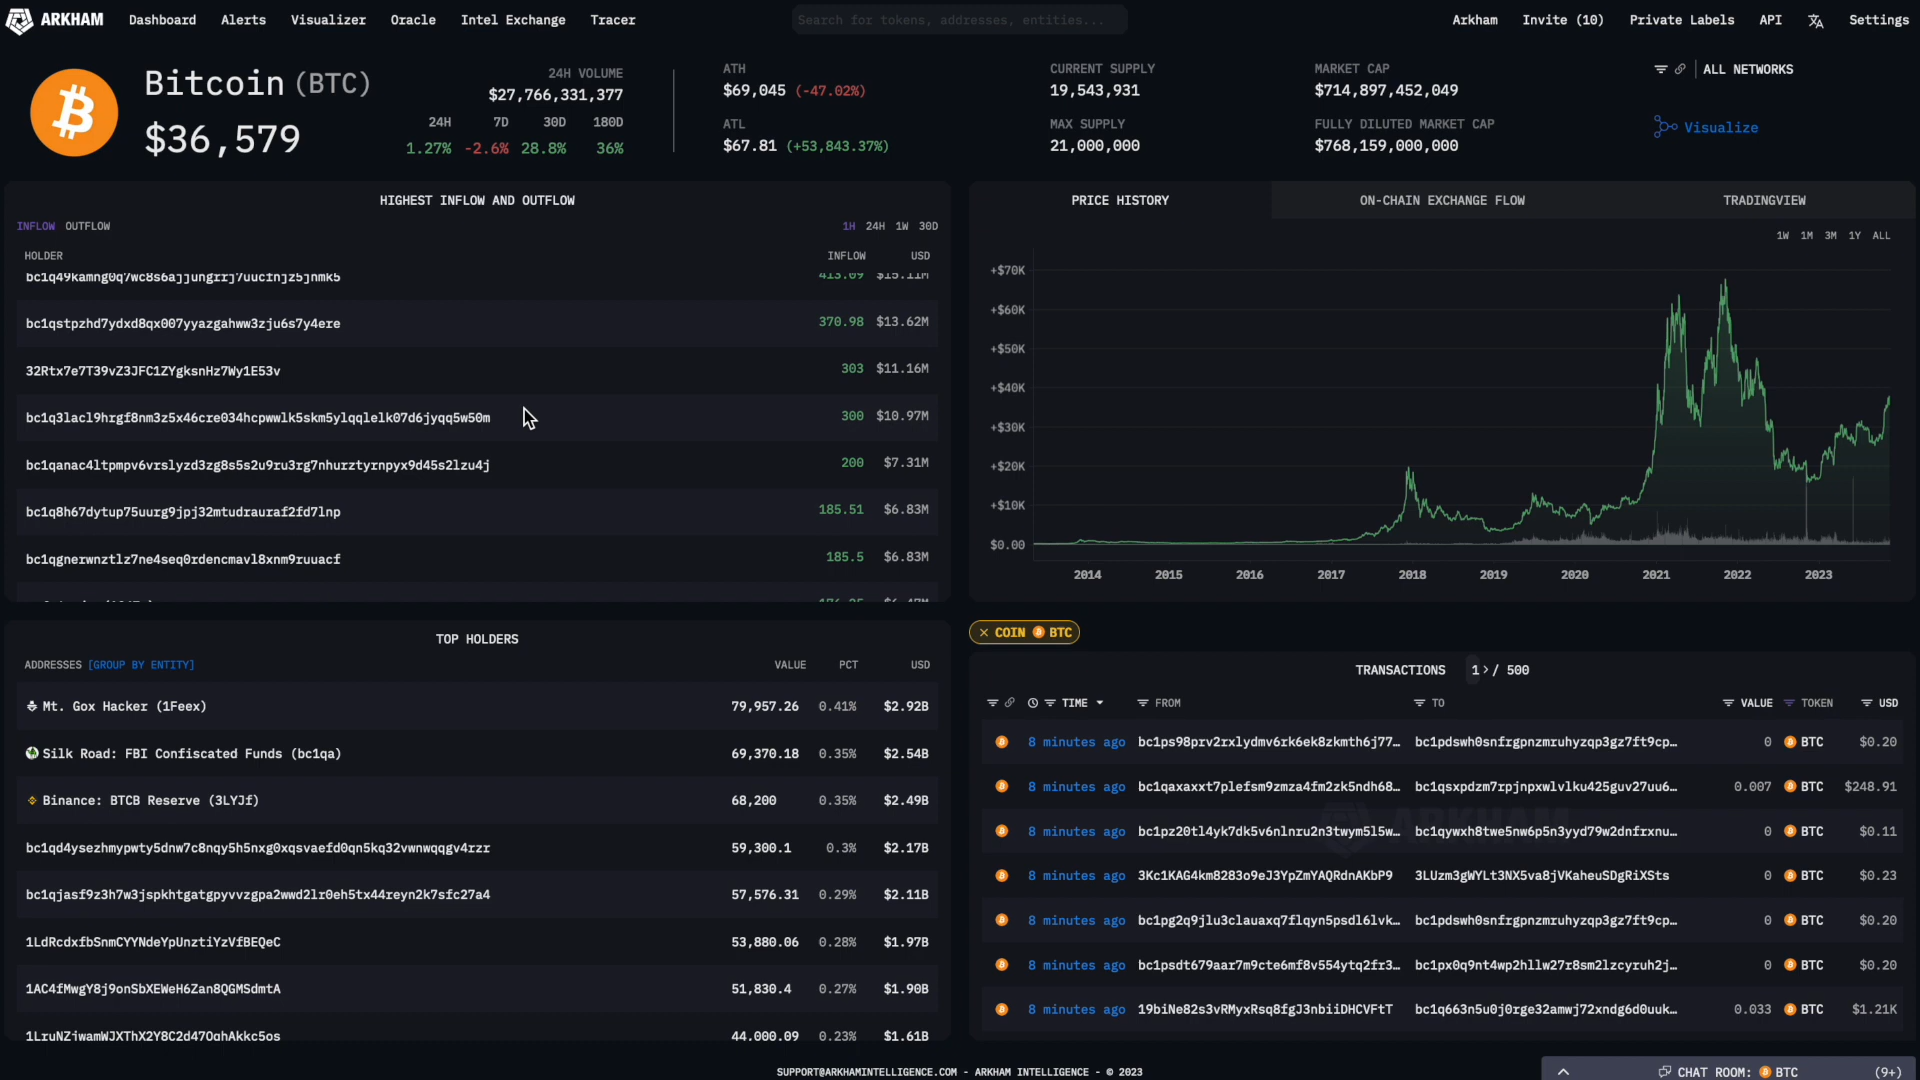 ARKHAM Dashboard Alerts Visualizer Oracle Intel Exchange Tracer Search for tokens, addresses, entities... Arkham Invite (10) Private Labels API Settings
Bitcoin (BTC)
$36,579
24H VOLUME
$27,766,331,377
24H 7D 30D 180D
1.27% -2.6% 28.8% 36%
ATH
$69,045 (-47.02%)
ATL
$67.81 (+53,843.37%)
CURRENT SUPPLY
19,543,931
MAX SUPPLY
21,000,000
MARKET CAP
$714,897,452,049
FULLY DILUTED MARKET CAP
$768,159,000,000
ALL NETWORKS
Visualize
HIGHEST INFLOW AND OUTFLOW
INFLOW OUTFLOW 1H 24H 1W 30D
HOLDER INFLOW USD
bc1q49kamng0q7wc8s6ajjungrrj7uucfnjz5jnmk5 413.09 $15.11M
bc1qstpzhd7ydxd8qx007yyazgahww3zju6s7y4ere 370.98 $13.62M
32Rtx7e7T39vZ3JFC1ZYgksnHz7Wy1E53v 303 $11.16M
bc1q3lacl9hrgf8nm3z5x46cre034hcpwwlk5skm5ylqqlelk07d6jyqq5w50m 300 $10.97M
bc1qanac4ltpmpv6vrslyzd3zg8s5s2u9ru3rg7nhurztyrnpyx9d45s2lzu4j 200 $7.31M
bc1q8h67dytup75uurg9jpj32mtudrauraf2fd7lnp 185.51 $6.83M
bc1qgnerwnztlz7ne4seq0rdencmavl8xnm9ruuacf 185.5 $6.83M
PRICE HISTORY ON-CHAIN EXCHANGE FLOW TRADINGVIEW
1W 1M 3M 1Y ALL
+$70K
+$60K
+$50K
+$40K
+$30K
+$20K
+$10K
$0.00
2014 2015 2016 2017 2018 2019 2020 2021 2022 2023
TOP HOLDERS
ADDRESSES [GROUP BY ENTITY] VALUE PCT USD
Mt. Gox Hacker (1Feex) 79,957.26 0.41% $2.92B
Silk Road: FBI Confiscated Funds (bc1qa) 69,370.18 0.35% $2.54B
Binance: BTCB Reserve (3LYJf) 68,200 0.35% $2.49B
bc1qd4ysezhmypwty5dnw7c8nqy5h5nxg0xqsvaefd0qn5kq32vwnwqqgv4rzr 59,300.1 0.3% $2.17B
bc1qjasf9z3h7w3jspkhtgatgpyvvzgpa2wwd2lr0eh5tx44reyn2k7sfc27a4 57,576.31 0.29% $2.11B
1LdRcdxfbSnmCYYNdeYpUnztiYzVfBEQeC 53,880.06 0.28% $1.97B
1AC4fMwgY8j9onSbXEWeH6Zan8QGMSdmtA 51,830.4 0.27% $1.90B
1LruNZjwamWJXThX2Y8C2d47QqhAkkc5os 44,000.09 0.23% $1.61B
COIN BTC
TRANSACTIONS 1 / 500
TIME FROM TO VALUE TOKEN USD
8 minutes ago bc1ps98prv2rxlydmv6rk6ek8zkmth6j77… bc1pdswh0snfrgpnzmruhyzqp3gz7ft9cp… 0 BTC $0.20
8 minutes ago bc1qaxaxxt7plefsm9zmza4fm2zk5ndh68… bc1qsxpdzm7rpjnpxwlvlku425guv27uu6… 0.007 BTC $248.91
8 minutes ago bc1pz20tl4yk7dk5v6nlnru2n3twym5l5w… bc1qywxh8twe5nw6p5n3yyd79w2dnfrxnu… 0 BTC $0.11
ARKHAM
8 minutes ago 3Kc1KAG4km8283o9eJ3YpZmYAQRdnAKbP9 3LUzm3gWYLt3NX5va8jVKaheuSDgRiXSts 0 BTC $0.23
8 minutes ago bc1pg2q9jlu3clauaxq7flqyn5psdl6lvk… bc1pdswh0snfrgpnzmruhyzqp3gz7ft9cp… 0 BTC $0.20
8 minutes ago bc1psdt679aar7m9cte6mf8v554ytq2fr3… bc1px0q9nt4wp2hllw27r8sm2lzcyruh2j… 0 BTC $0.20
8 minutes ago 19biNe82s3vRMyxRsq8fgJ3nbiiDHCVFtT bc1q663n5u0j0rge32amwj72xndg6d0uuk… 0.033 BTC $1.21K
SUPPORT@ARKHAMINTELLIGENCE.COM - ARKHAM INTELLIGENCE - © 2023
CHAT ROOM: BTC (9+)